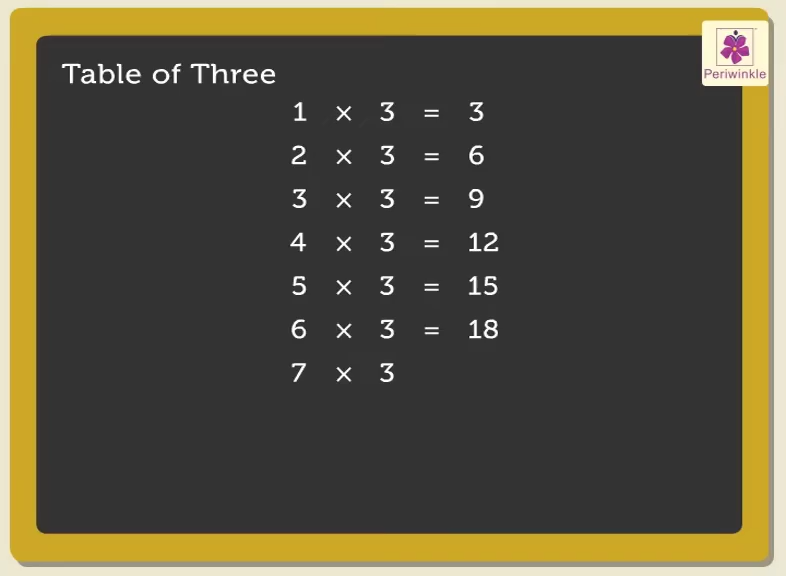 Periwinkle
Table of Three
1 × 3 = 3
2 × 3 = 6
3 × 3 = 9
4 × 3 = 12
5 × 3 = 15
6 × 3 = 18
7 × 3